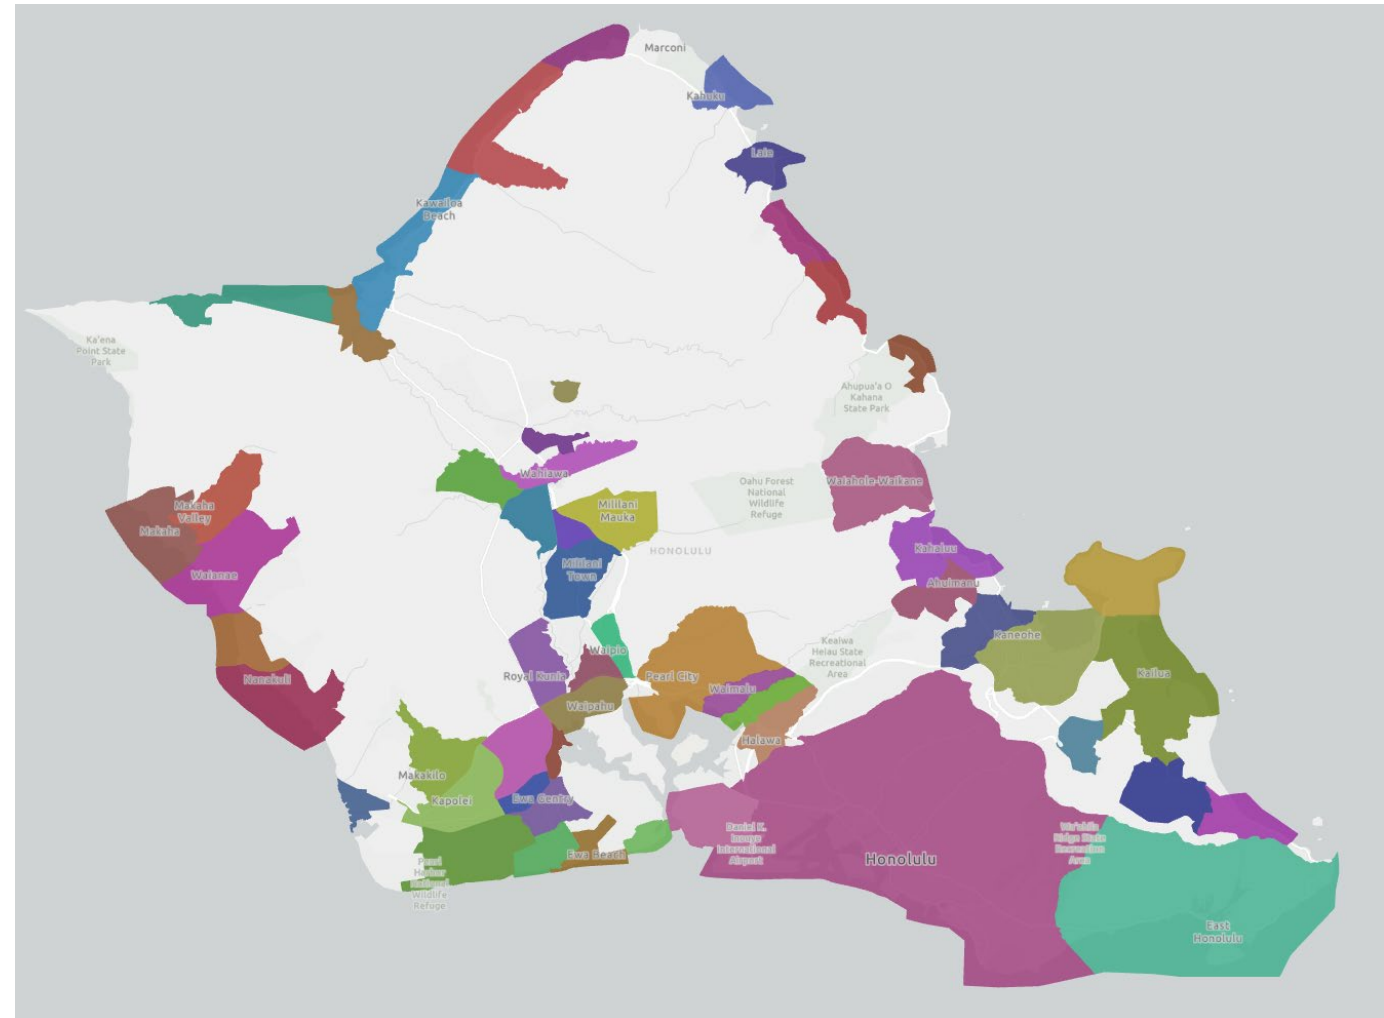 Marconi
Kahuku
Laie
Kawailoa
Beach
Ka'ena
Point State
Park
Ahupua'a O
Kahana
State Park
Wahiawa
Oahu Forest
National
Wildlife
Refuge
Waiahole-Waikane
Makaha
Valley
Makaha
Mililani
Mauka
HONOLULU
Kahaluu
Waianae
Mililani
Town
Ahuimanu
Kaneohe
Keaiwa
Heiau State
Recreational
Area
Waipio
Nanakuli
Royal Kunia
Pearl City
Waimalu
Kailua
Waipahu
Halawa
Makakilo
Kapolei
Ewa Gentry
Daniel K.
Inouye
International
Airport
Ewa Beach
Honolulu
Ridge State
Recreation
Area
Pearl
Harbor
National
Wildlife
Refuge
East
Honolulu